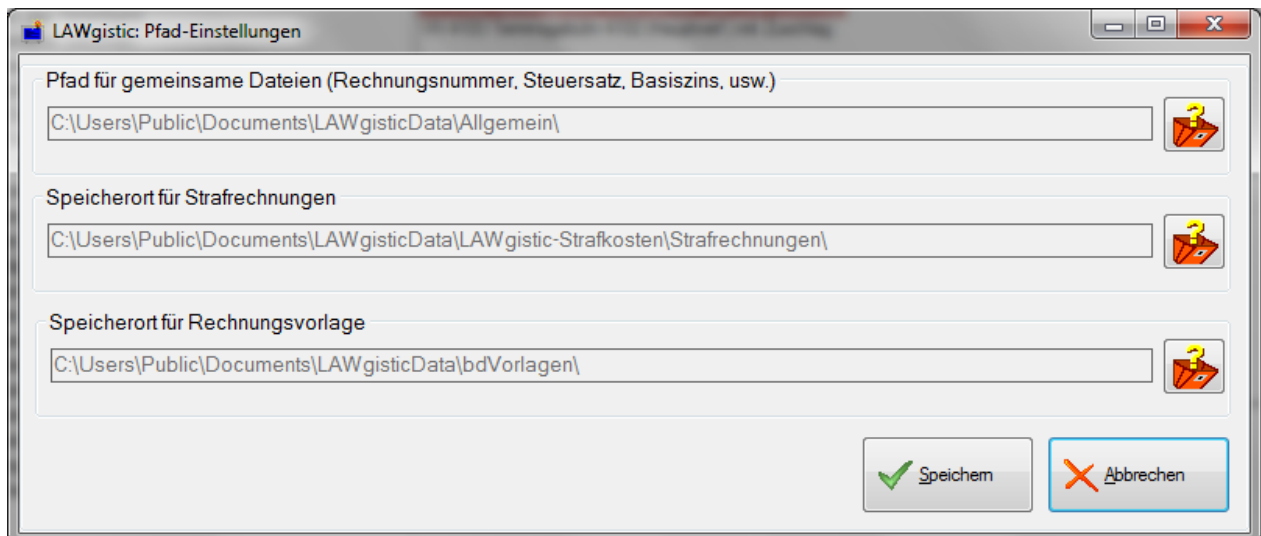 LAWgistic: Pfad-Einstellungen
Pfad für gemeinsame Dateien (Rechnungsnummer, Steuersatz, Basiszins, usw.)
C:\Users\Public\Documents\LAWgisticData\Allgemein\
Speicherort für Strafrechnungen
C:\Users\Public\Documents\LAWgisticData\LAWgistic-Strafkosten\Strafrechnungen\
Speicherort für Rechnungsvorlage
C:\Users\Public\Documents\LAWgisticData\bdVorlagen\
Speichern
Abbrechen